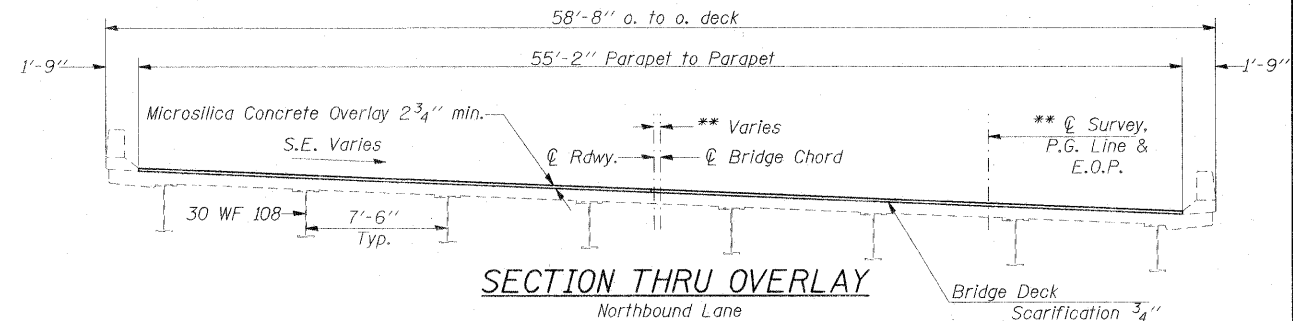 58'-8" o. to o. deck
1'-9"
55'-2" Parapet to Parapet
1'-9"
Microsilica Concrete Overlay 2 3/4" min.
** Varies
** ℄ Survey,
P.G. Line &
E.O.P.
S.E. Varies
℄ Rdwy.
℄ Bridge Chord
30 WF 108
7'-6"
Typ.
SECTION THRU OVERLAY
Northbound Lane
Bridge Deck
Scarification 3/4"